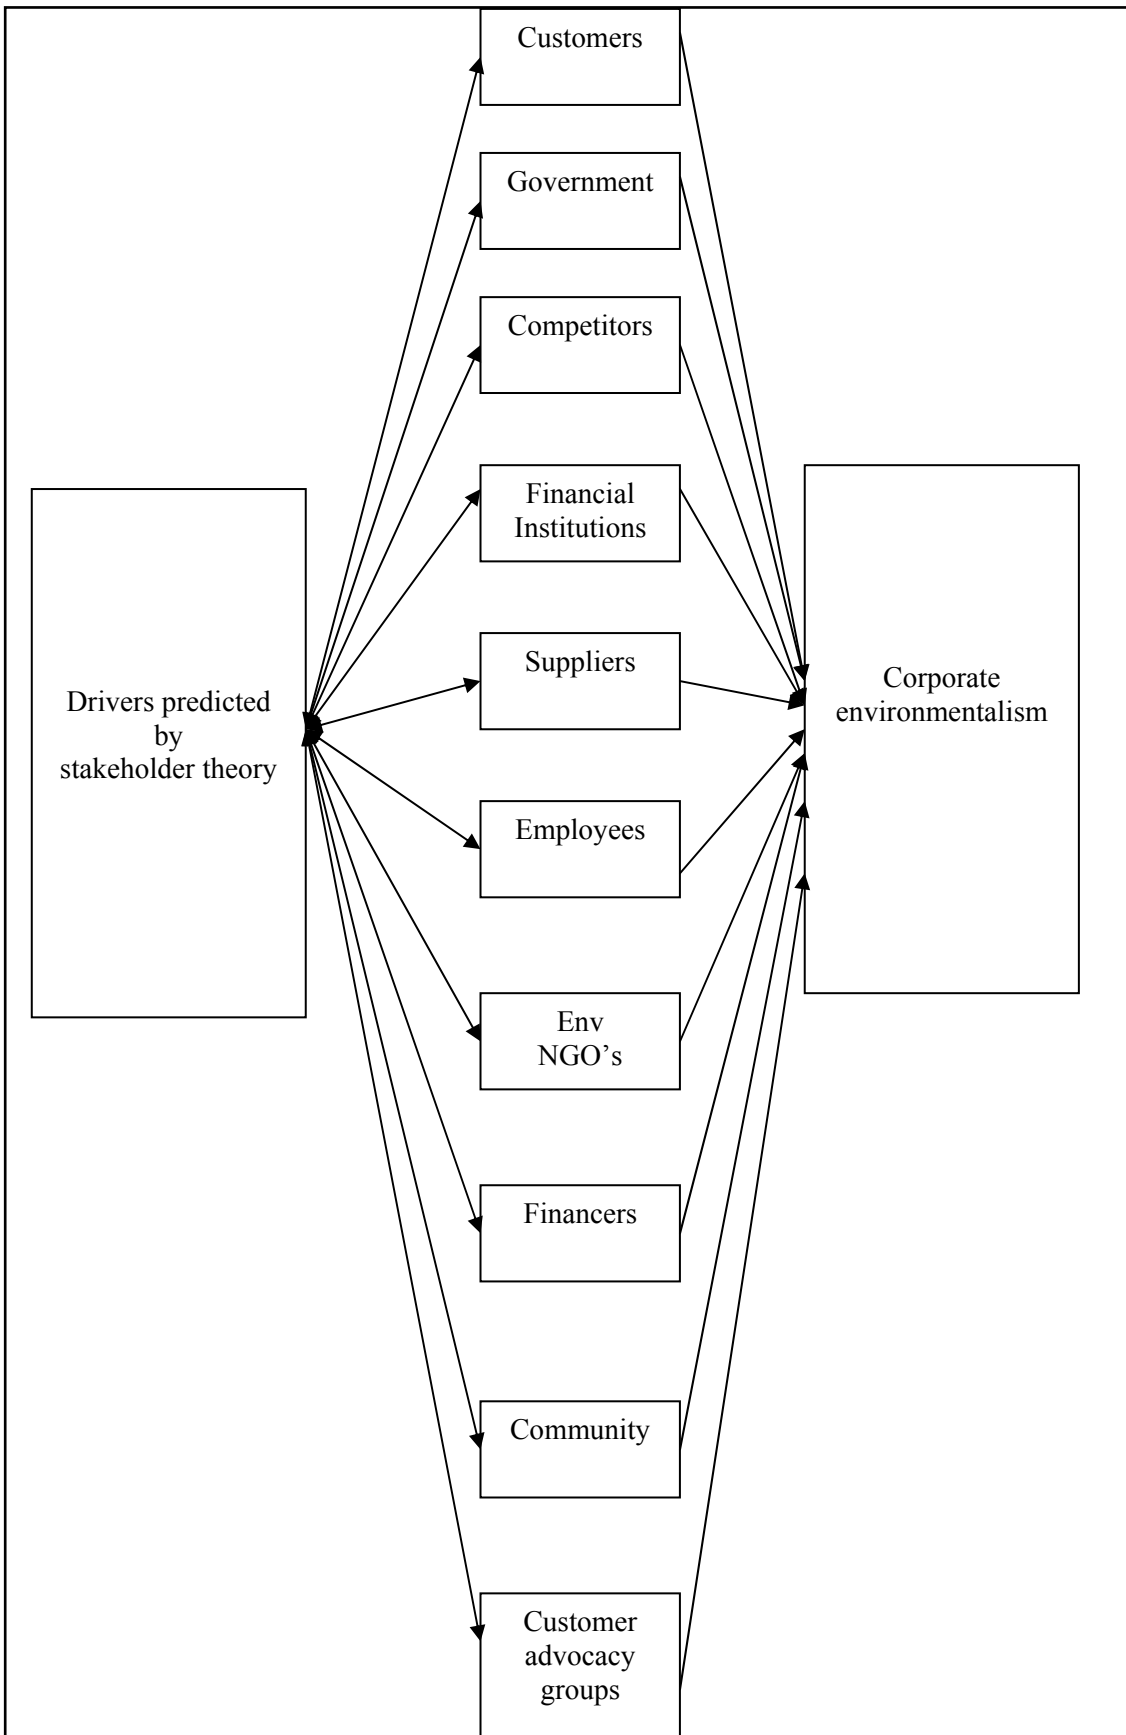 Customers
Government
Competitors
Financial
Institutions
Suppliers
Drivers predicted
by
stakeholder theory
Corporate
environmentalism
Employees
Env
NGO’s
Financers
Community
Customer
advocacy
groups